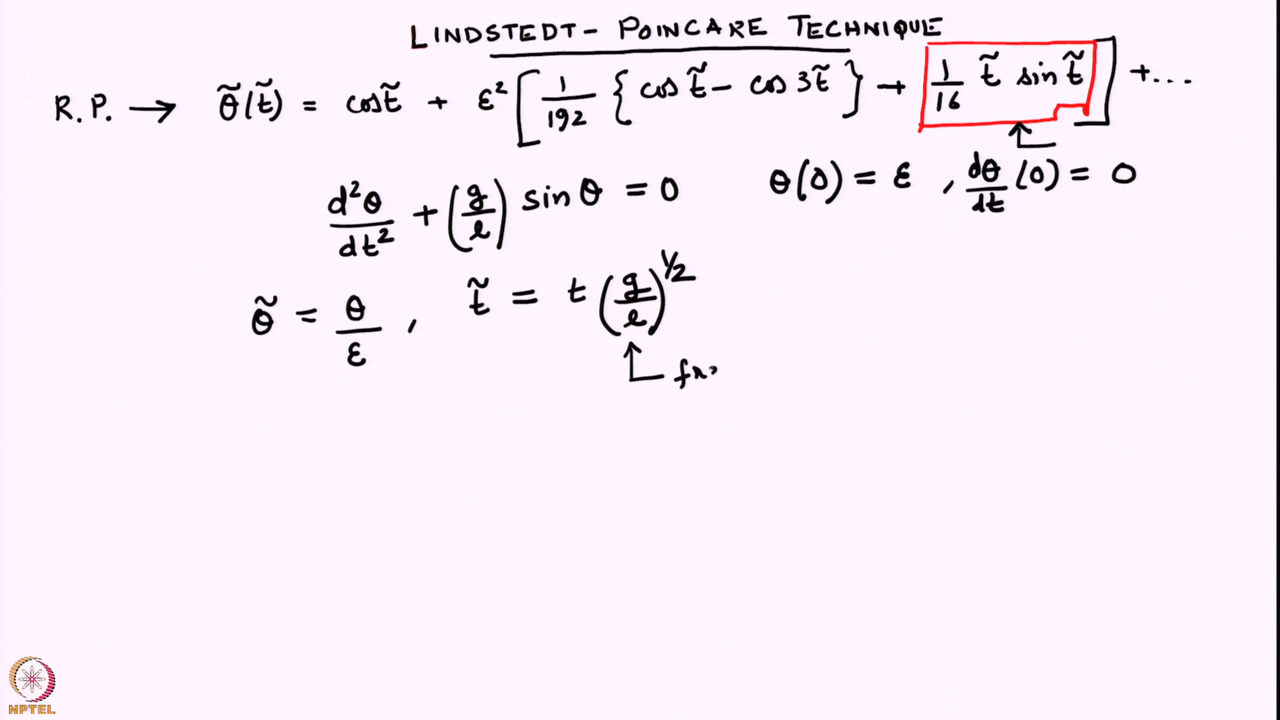 LINDSTEDT - POINCARE TECHNIQUE
R.P. → θ̃(t̃) = cos t̃ + ε² [ 1/192 { cos t̃ - cos 3t̃ } + 1/16 t̃ sin t̃ ] + ...
d²θ/dt² + (g/l) sin θ = 0 θ(0) = ε , dθ/dt (0) = 0
θ̃ = θ/ε , t̃ = t (g/l)^1/2
NPTEL